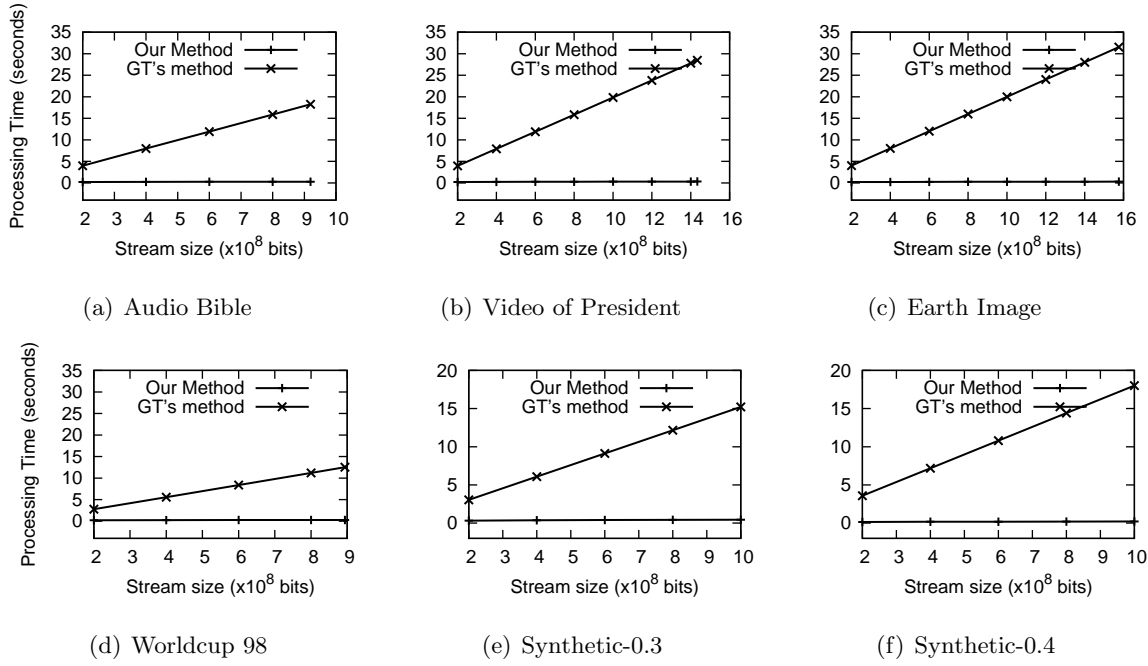 Processing Time (seconds)
35
30
25
20
15
10
5
0
Our Method
GT's method
2 3 4 5 6 7 8 9 10
Stream size (x10^8 bits)
(a) Audio Bible
35
30
25
20
15
10
5
0
Our Method
GT's method
2 4 6 8 10 12 14 16
Stream size (x10^8 bits)
(b) Video of President
35
30
25
20
15
10
5
0
Our Method
GT's method
2 4 6 8 10 12 14 16
Stream size (x10^8 bits)
(c) Earth Image
Processing Time (seconds)
35
30
25
20
15
10
5
0
Our Method
GT's method
2 3 4 5 6 7 8 9
Stream size (x10^8 bits)
(d) Worldcup 98
20
15
10
5
0
Our Method
GT's method
2 3 4 5 6 7 8 9 10
Stream size (x10^8 bits)
(e) Synthetic-0.3
20
15
10
5
0
Our Method
GT's method
2 3 4 5 6 7 8 9 10
Stream size (x10^8 bits)
(f) Synthetic-0.4